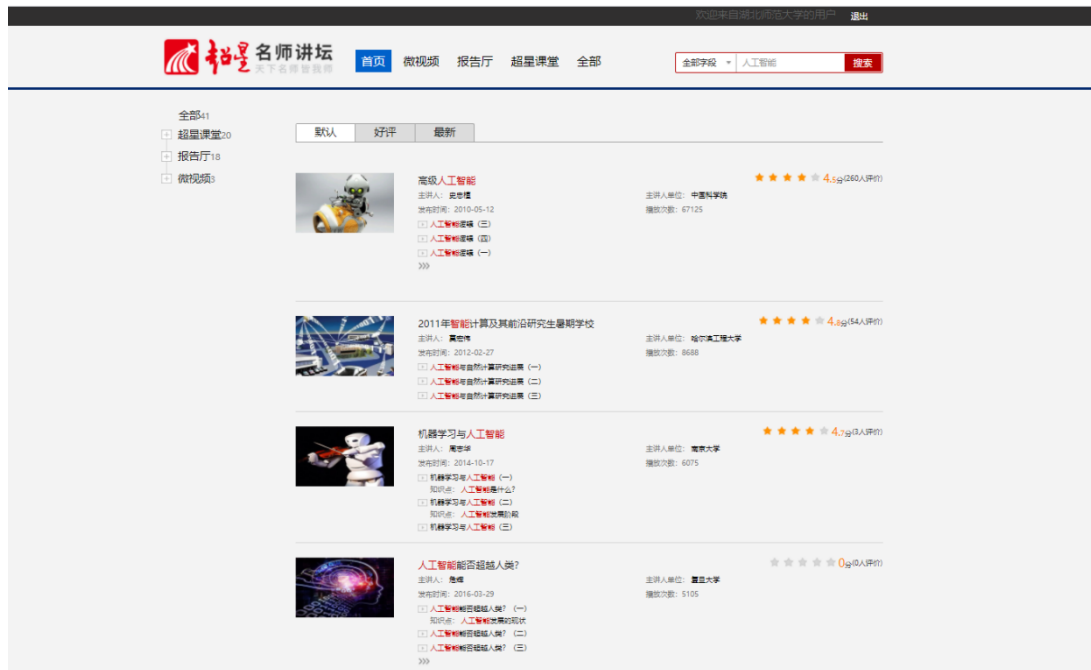 欢迎来自湖北师范大学的用户 退出
超星名师讲坛
天下名师皆我师
首页 微视频 报告厅 超星课堂 全部
全部字段 人工智能 搜索
全部41
超星课堂20
报告厅18
微视频3
默认 好评 最新
高级人工智能 4.5分(260人评价)
主讲人: 史忠植 主讲人单位: 中国科学院
发布时间: 2010-05-12 播放次数: 67125
人工智能逻辑（三）
人工智能逻辑（四）
人工智能逻辑（一）
>>>
2011年智能计算及其前沿研究生暑期学校 4.8分(54人评价)
主讲人: 莫宏伟 主讲人单位: 哈尔滨工程大学
发布时间: 2012-02-27 播放次数: 8688
人工智能与自然计算研究进展（一）
人工智能与自然计算研究进展（二）
人工智能与自然计算研究进展（三）
机器学习与人工智能 4.7分(3人评价)
主讲人: 周志华 主讲人单位: 南京大学
发布时间: 2014-10-17 播放次数: 6075
机器学习与人工智能（一）
知识点: 人工智能是什么?
机器学习与人工智能（二）
知识点: 人工智能发展阶段
机器学习与人工智能（三）
人工智能能否超越人类? 0分(0人评价)
主讲人: 危辉 主讲人单位: 复旦大学
发布时间: 2016-03-29 播放次数: 5105
人工智能能否超越人类?（一）
知识点: 人工智能发展的现状
人工智能能否超越人类?（二）
人工智能能否超越人类?（三）
>>>